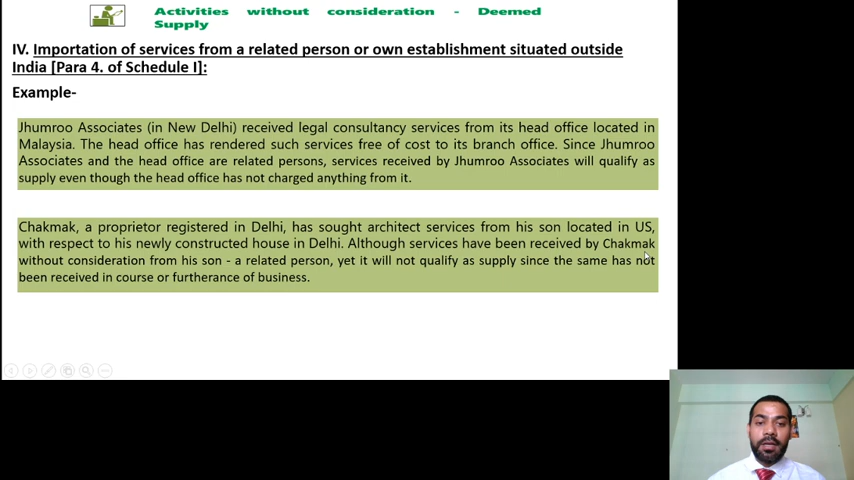 Activities without consideration - Deemed
Supply
IV. Importation of services from a related person or own establishment situated outside
India [Para 4. of Schedule I]:
Example-
Jhumroo Associates (in New Delhi) received legal consultancy services from its head office located in
Malaysia. The head office has rendered such services free of cost to its branch office. Since Jhumroo
Associates and the head office are related persons, services received by Jhumroo Associates will qualify as
supply even though the head office has not charged anything from it.
Chakmak, a proprietor registered in Delhi, has sought architect services from his son located in US,
with respect to his newly constructed house in Delhi. Although services have been received by Chakmak
without consideration from his son - a related person, yet it will not qualify as supply since the same has not
been received in course or furtherance of business.